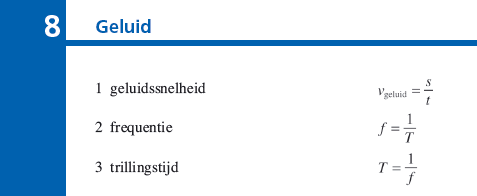 8 Geluid
1 geluidssnelheid v_geluid = s/t
2 frequentie f = 1/T
3 trillingstijd T = 1/f